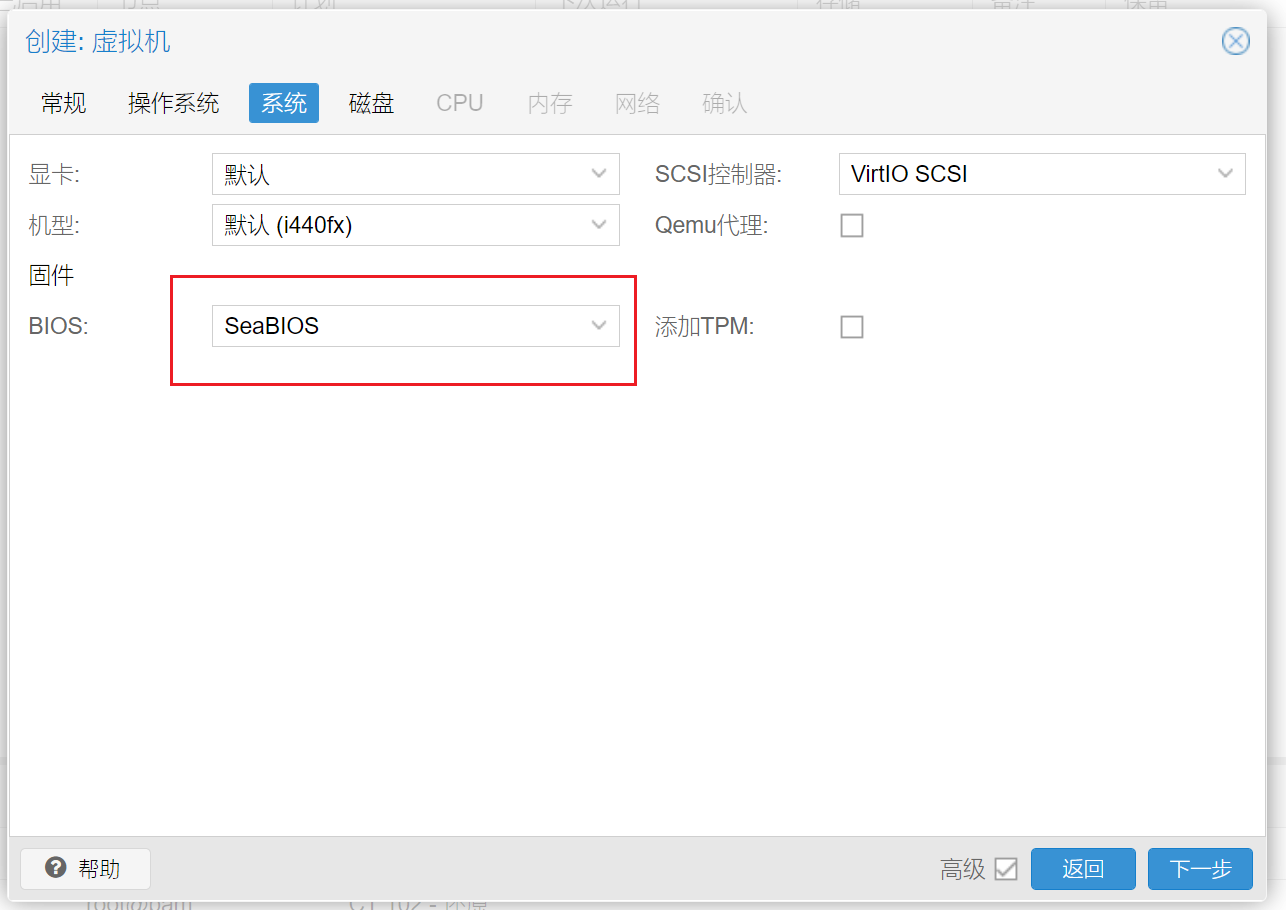 创建: 虚拟机
常规 操作系统 系统 磁盘 CPU 内存 网络 确认
显卡: 默认 SCSI控制器: VirtIO SCSI
机型: 默认 (i440fx) Qemu代理:
固件
BIOS: SeaBIOS 添加TPM:
帮助 高级 返回 下一步